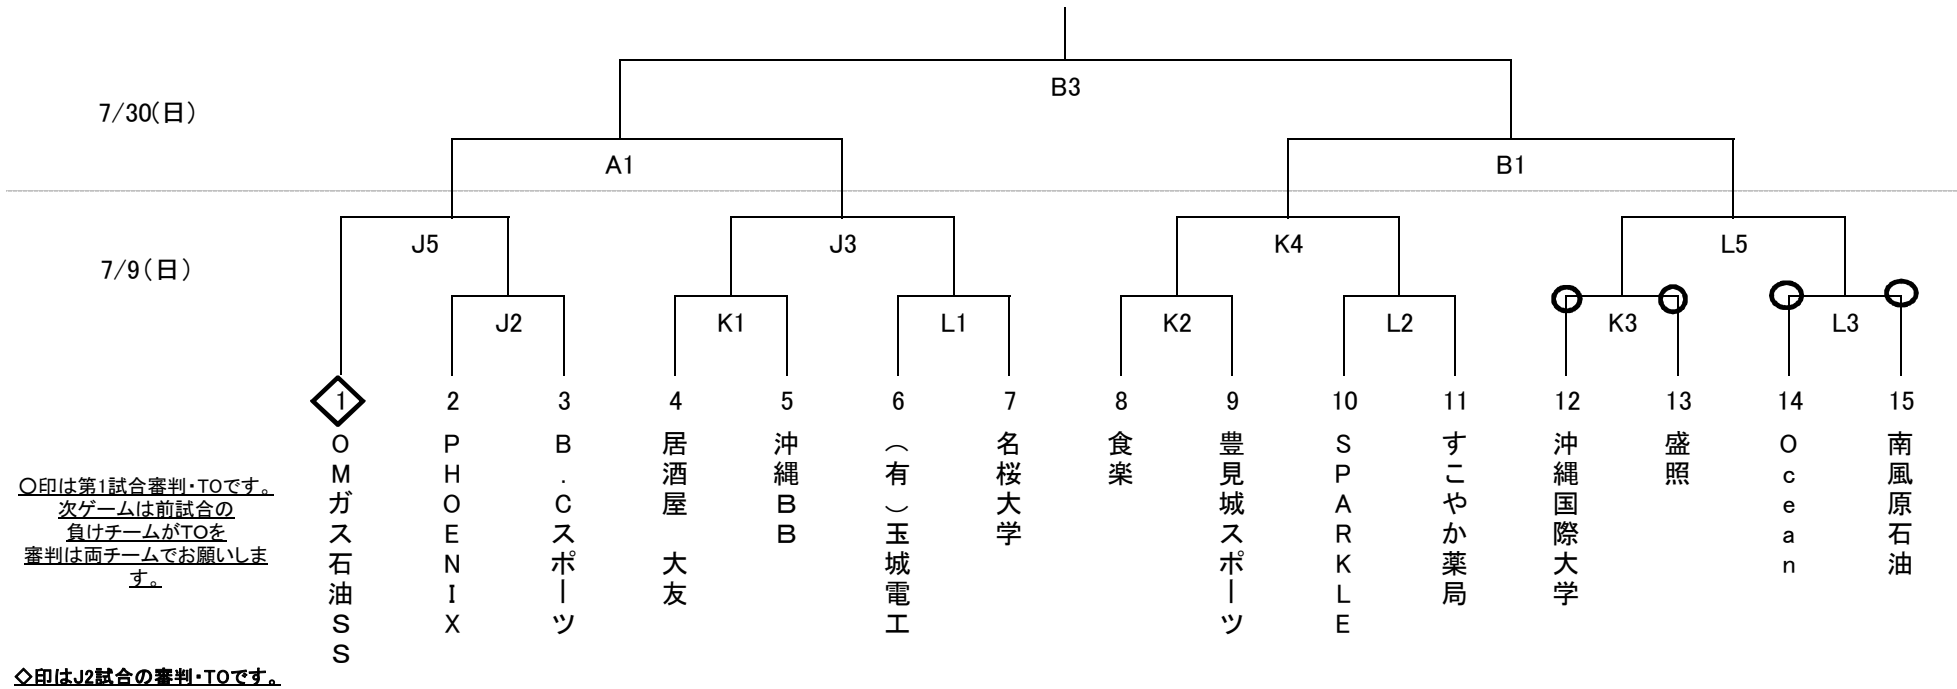 B3
7/30(日)
A1
B1
J5
J3
K4
L5
7/9(日)
J2
K1
L1
K2
L2
K3
L3
1
2
3
4
5
6
7
8
9
10
11
12
13
14
15
OMガス石油SS
PHOENIX
B.Cスポーツ
居酒屋 大友
沖縄BB
(有)玉城電工
名桜大学
食楽
豊見城スポーツ
SPARKLE
すこやか薬局
沖縄国際大学
盛照
Ocean
南風原石油
〇印は第1試合審判・TOです。
次ゲームは前試合の
負けチームがTOを
審判は両チームでお願いしま
す。
◇印はJ2試合の審判・TOです。